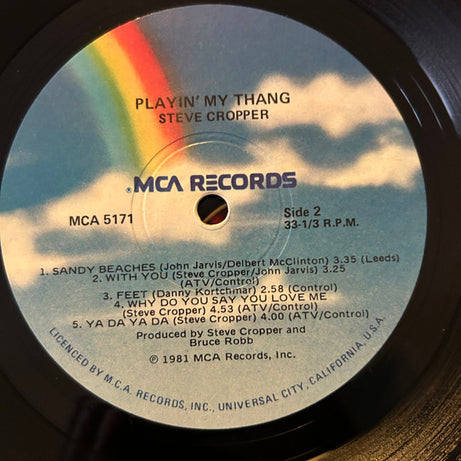 PLAYIN' MY THANG
STEVE CROPPER
® MCA RECORDS
MCA 5171
Side 2
33-1/3 R.P.M.
1. SANDY BEACHES (John Jarvis/Delbert McClinton) 3.35 (Leeds)
2. WITH YOU (Steve Cropper/John Jarvis) 3.25
(ATV/Control)
3. FEET (Danny Kortchmar) 2.58 (Control)
4. WHY DO YOU SAY YOU LOVE ME
(Steve Cropper) 4.53 (ATV/Control)
5. YA DA YA DA (Steve Cropper) 4.00 (ATV/Control)
Produced by Steve Cropper and
Bruce Robb
℗ 1981 MCA Records, Inc.
LICENCED BY M.C.A. RECORDS, INC., UNIVERSAL CITY, CALIFORNIA, U.S.A.